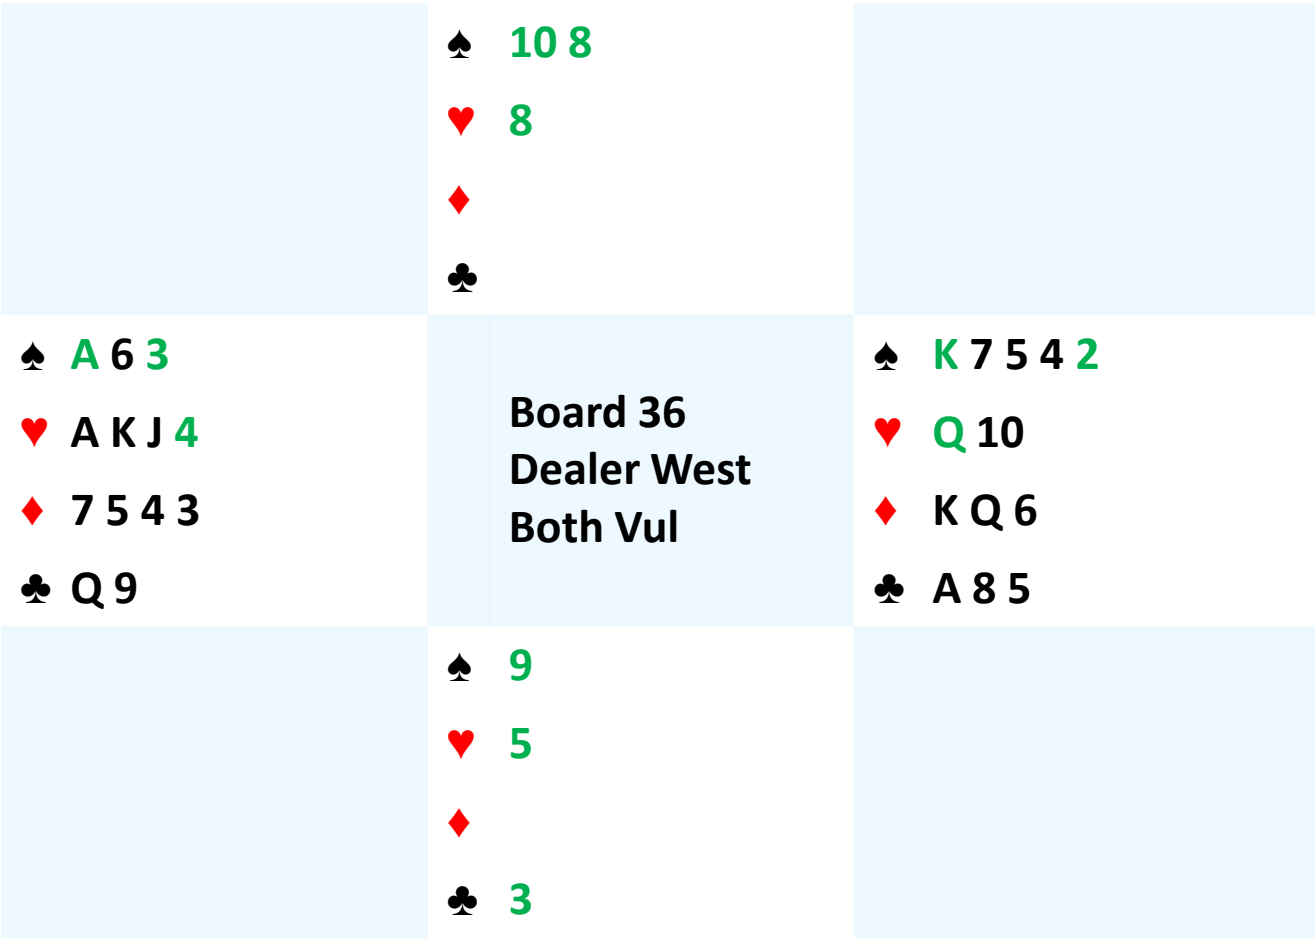 ♠ 10 8
♥ 8
♦
♣
♠ A 6 3
♥ A K J 4
♦ 7 5 4 3
♣ Q 9
Board 36
Dealer West
Both Vul
♠ K 7 5 4 2
♥ Q 10
♦ K Q 6
♣ A 8 5
♠ 9
♥ 5
♦
♣ 3